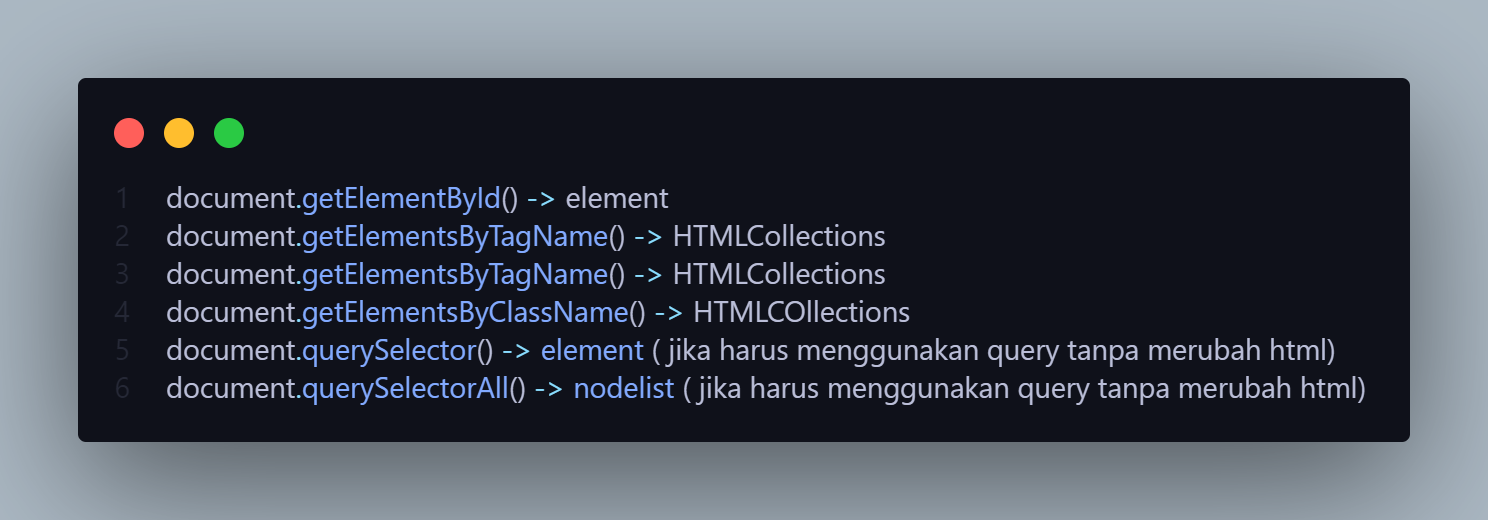 1 document.getElementById() -> element
2 document.getElementsByTagName() -> HTMLCollections
3 document.getElementsByTagName() -> HTMLCollections
4 document.getElementsByClassName() -> HTMLCOllections
5 document.querySelector() -> element ( jika harus menggunakan query tanpa merubah html)
6 document.querySelectorAll() -> nodelist ( jika harus menggunakan query tanpa merubah html)